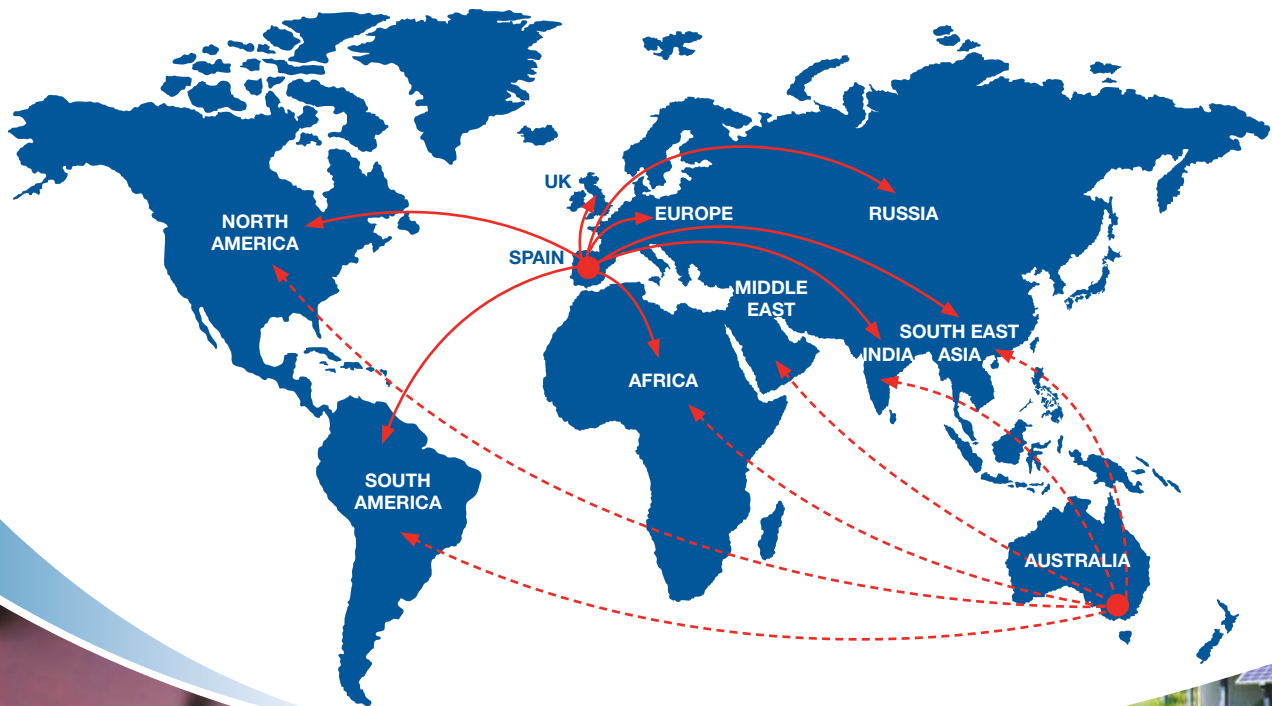 UK
NORTH
AMERICA
EUROPE
RUSSIA
SPAIN
MIDDLE
EAST
SOUTH EAST
ASIA
INDIA
AFRICA
SOUTH
AMERICA
AUSTRALIA